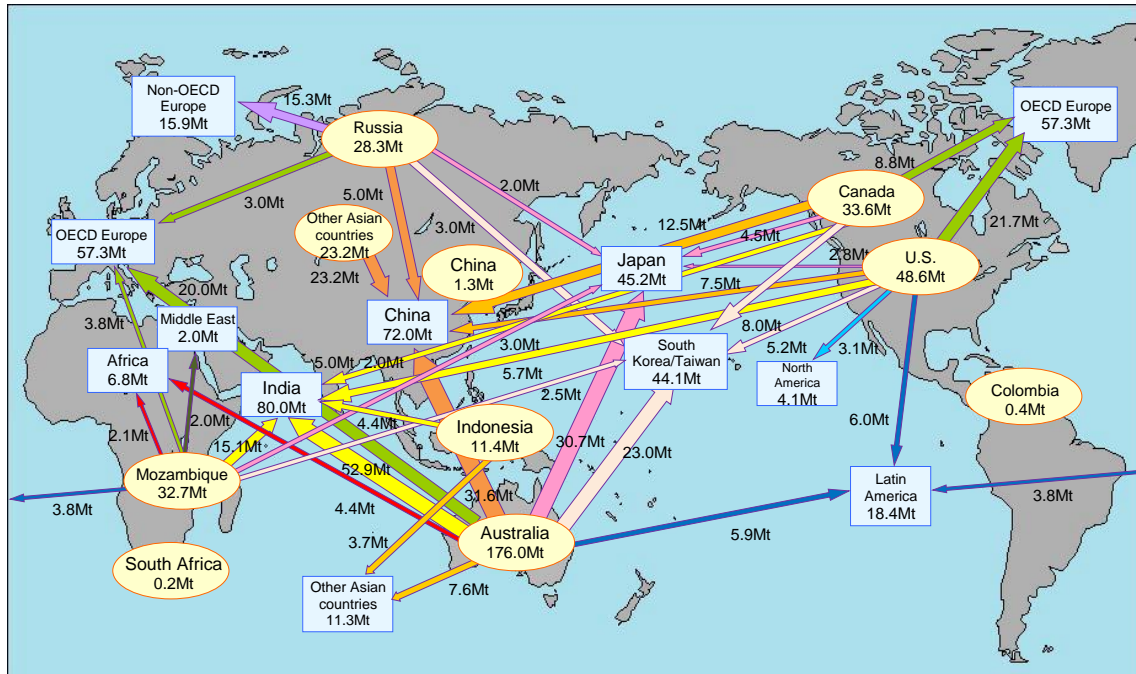 Non-OECD
Europe
15.9Mt
15.3Mt
Russia
28.3Mt
OECD Europe
57.3Mt
8.8Mt
Canada
33.6Mt
21.7Mt
2.0Mt
5.0Mt
3.0Mt
3.0Mt
Other Asian
countries
23.2Mt
12.5Mt
4.5Mt
OECD Europe
57.3Mt
China
1.3Mt
Japan
45.2Mt
2.8Mt
U.S.
48.6Mt
23.2Mt
7.5Mt
20.0Mt
China
72.0Mt
3.8Mt
Middle East
2.0Mt
8.0Mt
3.0Mt
South
Korea/Taiwan
44.1Mt
5.2Mt
3.1Mt
Africa
6.8Mt
5.0Mt
2.0Mt
5.7Mt
North
America
4.1Mt
India
80.0Mt
2.5Mt
Colombia
0.4Mt
2.0Mt
4.4Mt
Indonesia
11.4Mt
6.0Mt
2.1Mt
15.1Mt
30.7Mt
23.0Mt
Mozambique
32.7Mt
52.9Mt
31.6Mt
Latin
America
18.4Mt
3.8Mt
4.4Mt
3.8Mt
Australia
176.0Mt
5.9Mt
3.7Mt
South Africa
0.2Mt
7.6Mt
Other Asian
countries
11.3Mt